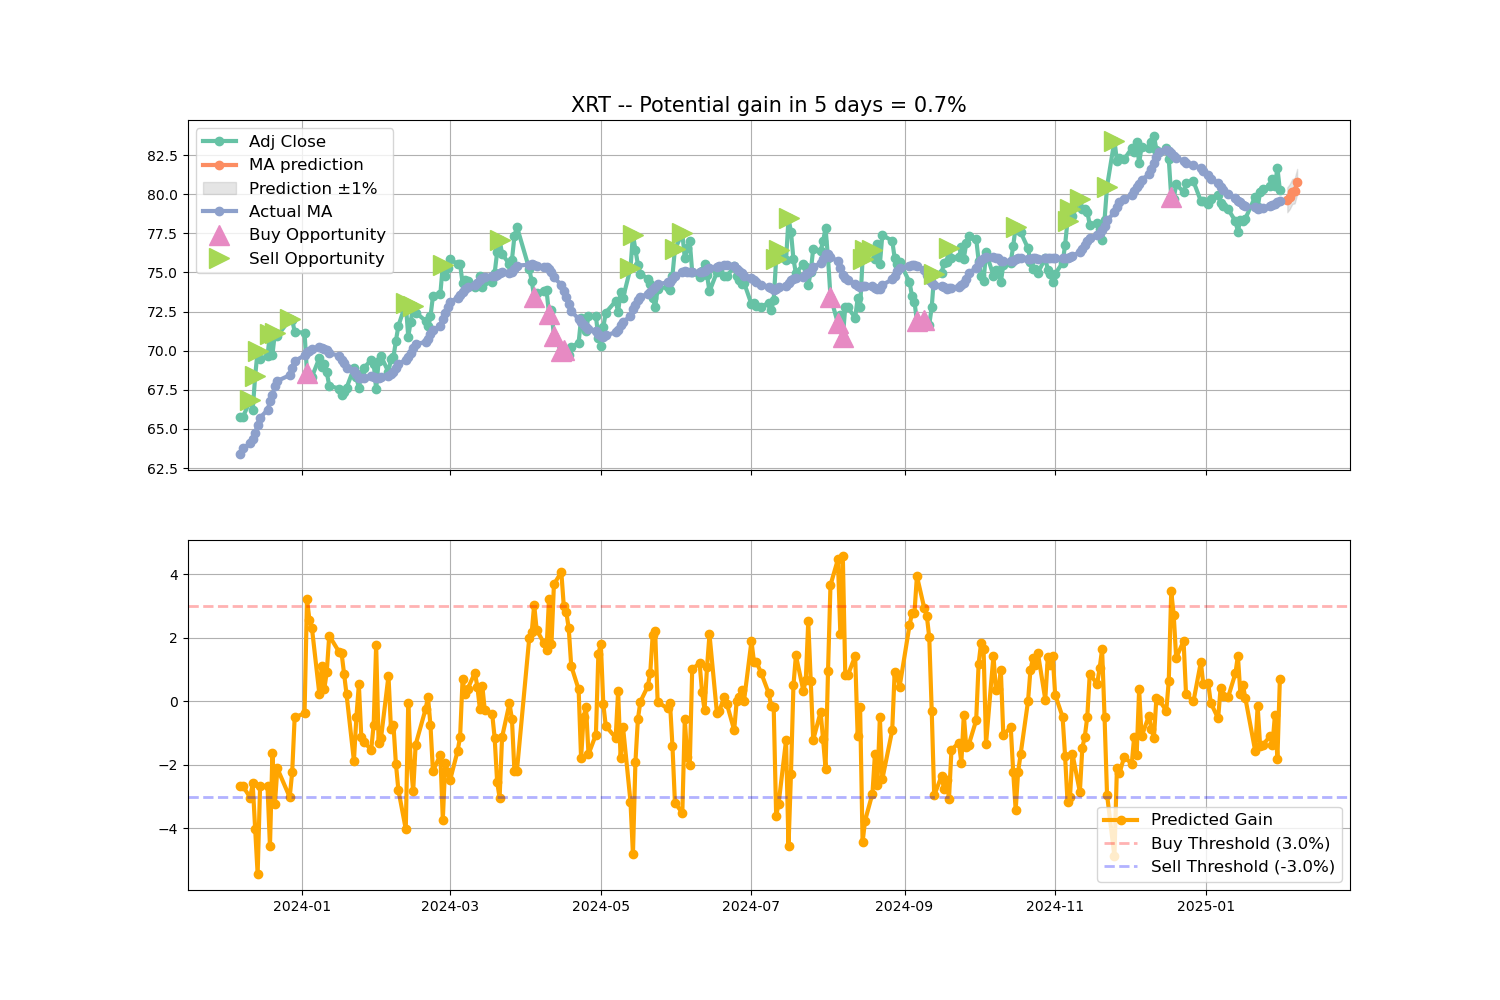 XRT -- Potential gain in 5 days = 0.7%
82.5
80.0
77.5
75.0
72.5
70.0
67.5
65.0
62.5
Adj Close
MA prediction
Prediction ±1%
Actual MA
Buy Opportunity
Sell Opportunity
4
2
0
−2
−4
Predicted Gain
Buy Threshold (3.0%)
Sell Threshold (-3.0%)
2024-01 2024-03 2024-05 2024-07 2024-09 2024-11 2025-01